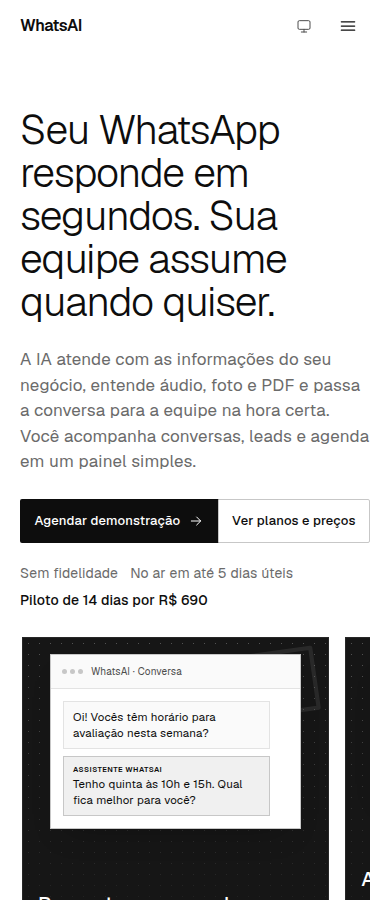 WhatsAI
Seu WhatsApp
responde em
segundos. Sua
equipe assume
quando quiser.
A IA atende com as informações do seu
negócio, entende áudio, foto e PDF e passa
a conversa para a equipe na hora certa.
Você acompanha conversas, leads e agenda
em um painel simples.
Agendar demonstração → Ver planos e preços
Sem fidelidade No ar em até 5 dias úteis
Piloto de 14 dias por R$ 690
WhatsAI · Conversa
Oi! Vocês têm horário para
avaliação nesta semana?
ASSISTENTE WHATSAI
Tenho quinta às 10h e 15h. Qual
fica melhor para você?